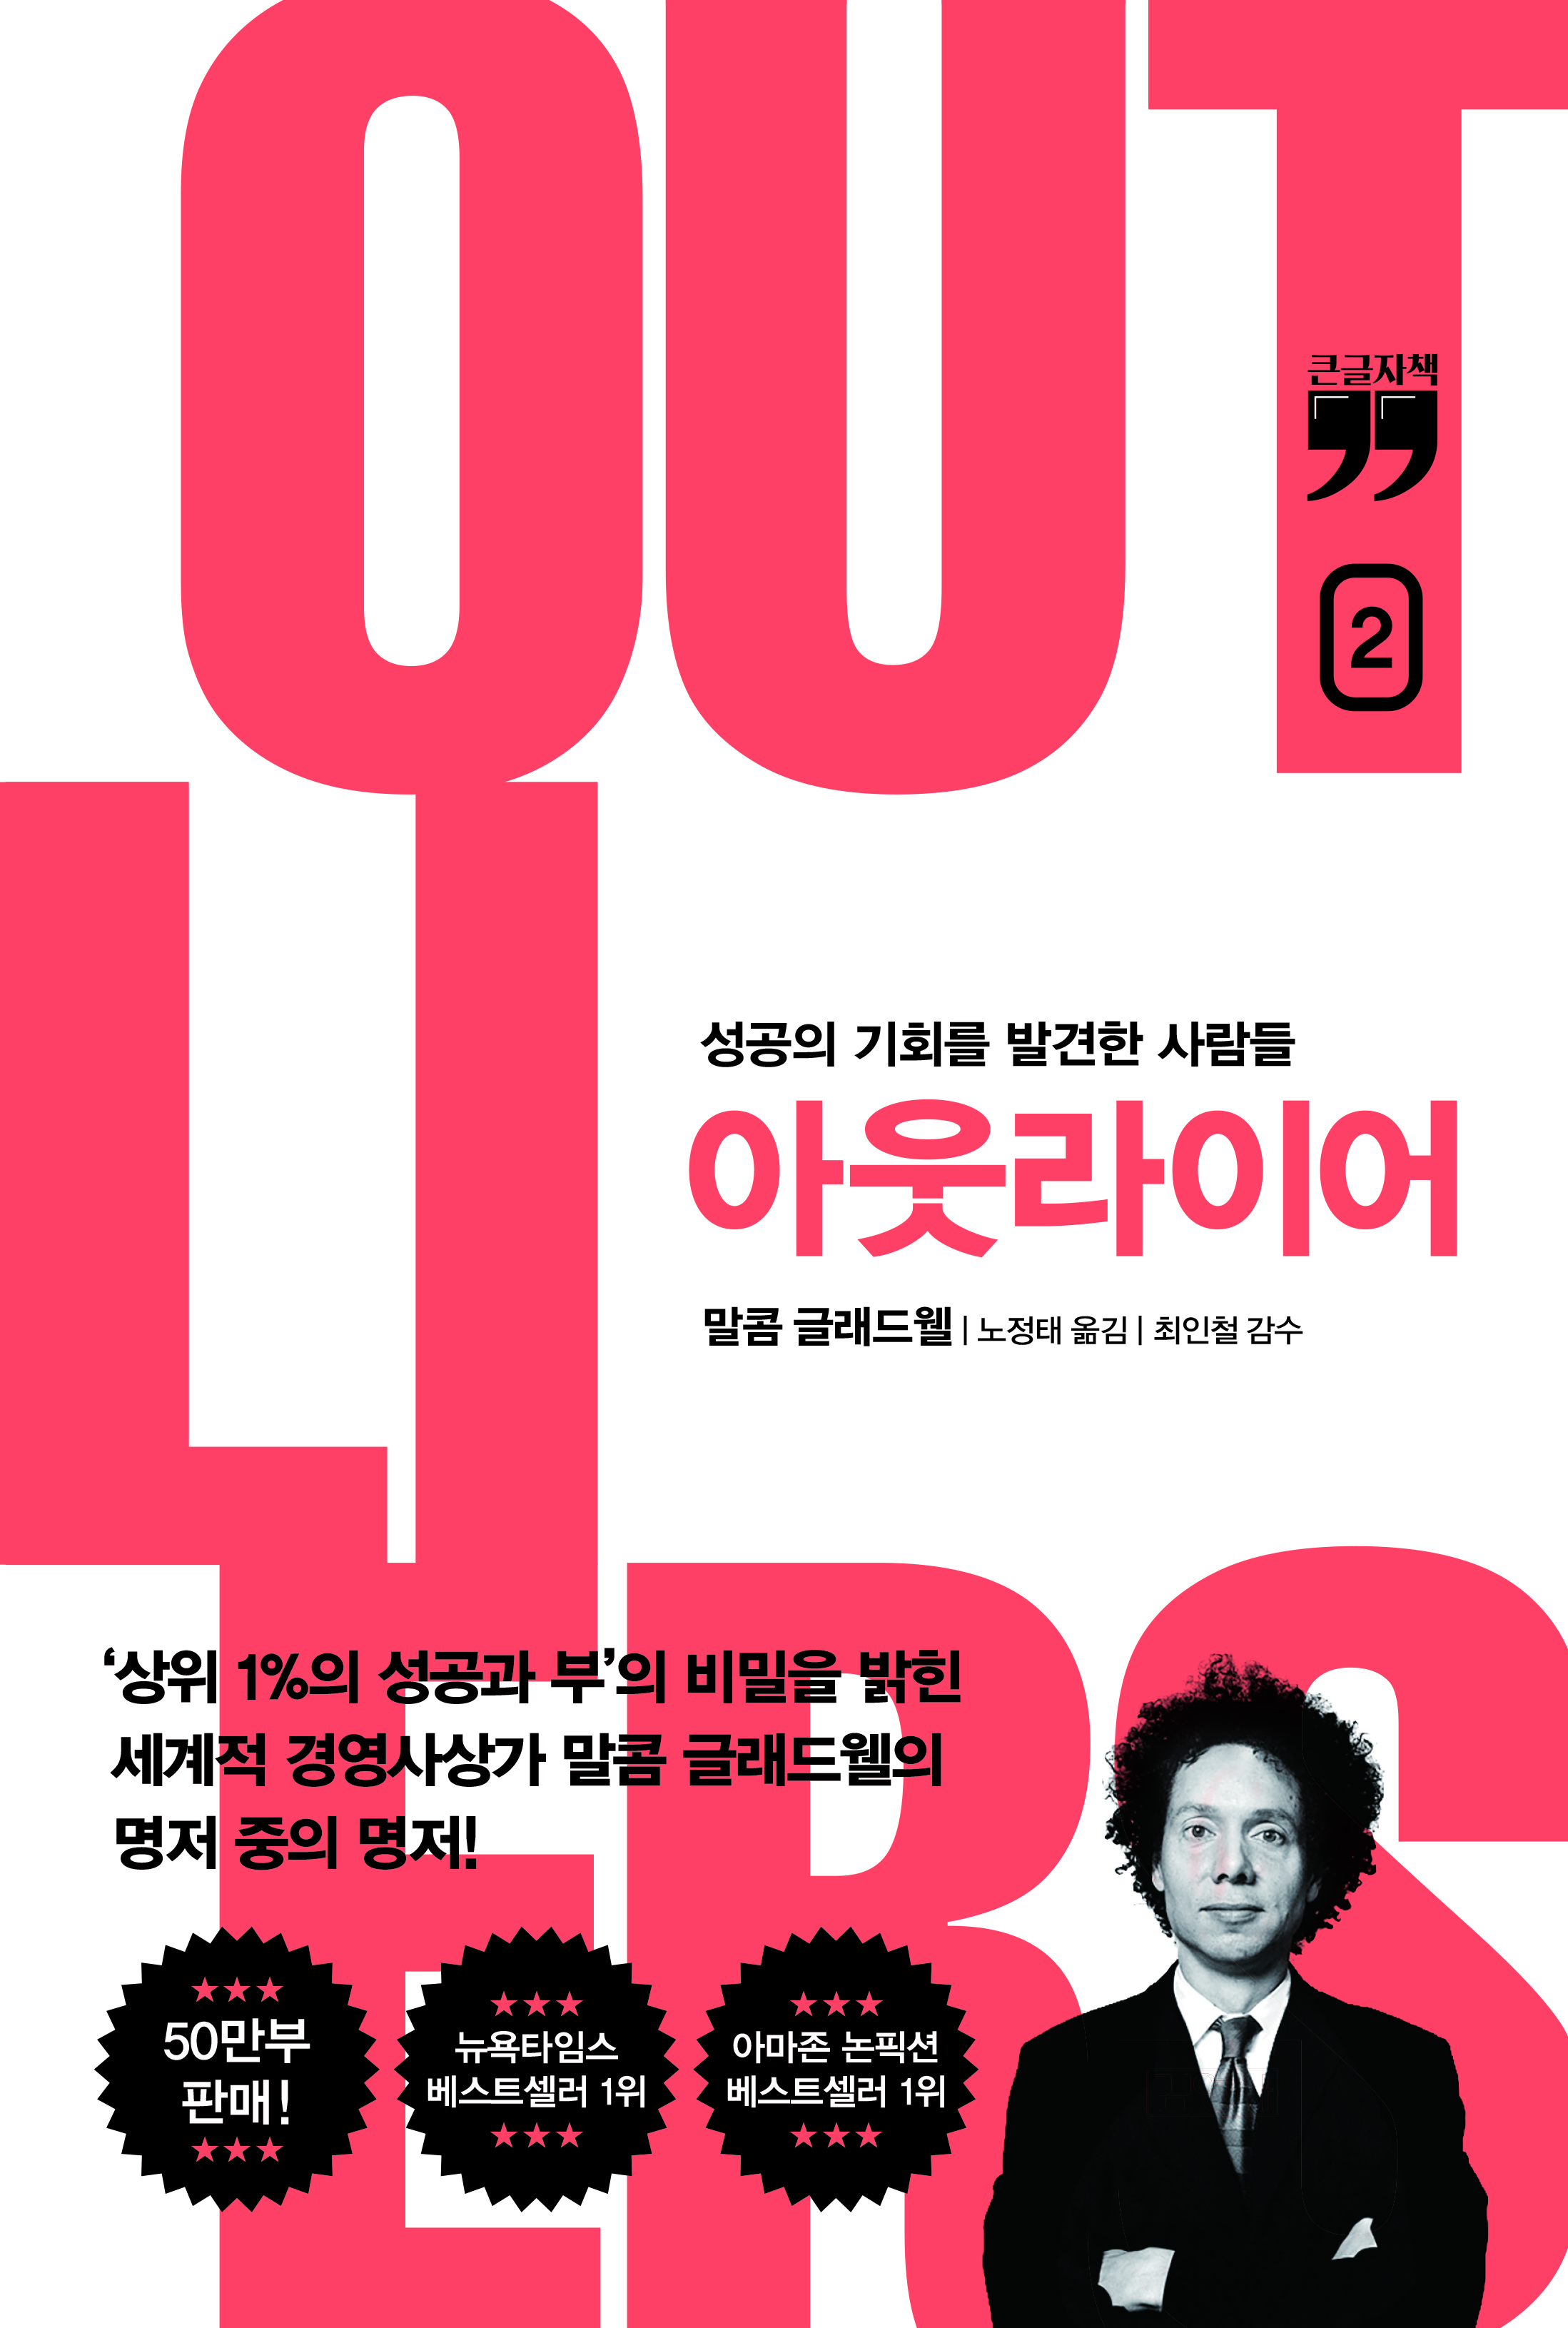 OUT
큰글자책
2
LI
성공의 기회를 발견한 사람들
아웃라이어
말콤 글래드웰 | 노정태 옮김 | 최인철 감수
ERS
‘상위 1%의 성공과 부’의 비밀을 밝힌
세계적 경영사상가 말콤 글래드웰의
명저 중의 명저!
50만부
판매!
뉴욕타임스
베스트셀러 1위
아마존 논픽션
베스트셀러 1위